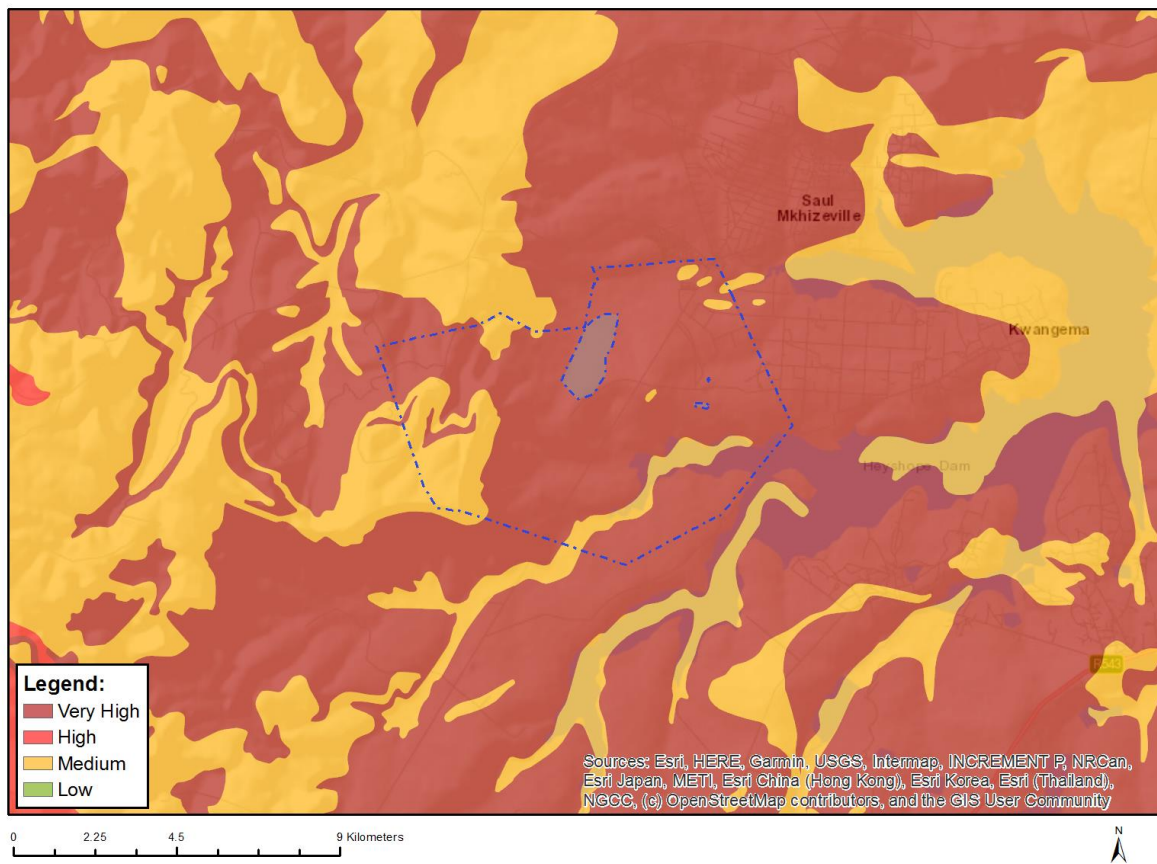 Saul
Mkhizeville
Kwangema
Heyshope Dam
R543
Legend:
Very High
High
Medium
Low
Sources: Esri, HERE, Garmin, USGS, Intermap, INCREMENT P, NRCan,
Esri Japan, METI, Esri China (Hong Kong), Esri Korea, Esri (Thailand),
NGCC, (c) OpenStreetMap contributors, and the GIS User Community
0 2.25 4.5 9 Kilometers
N